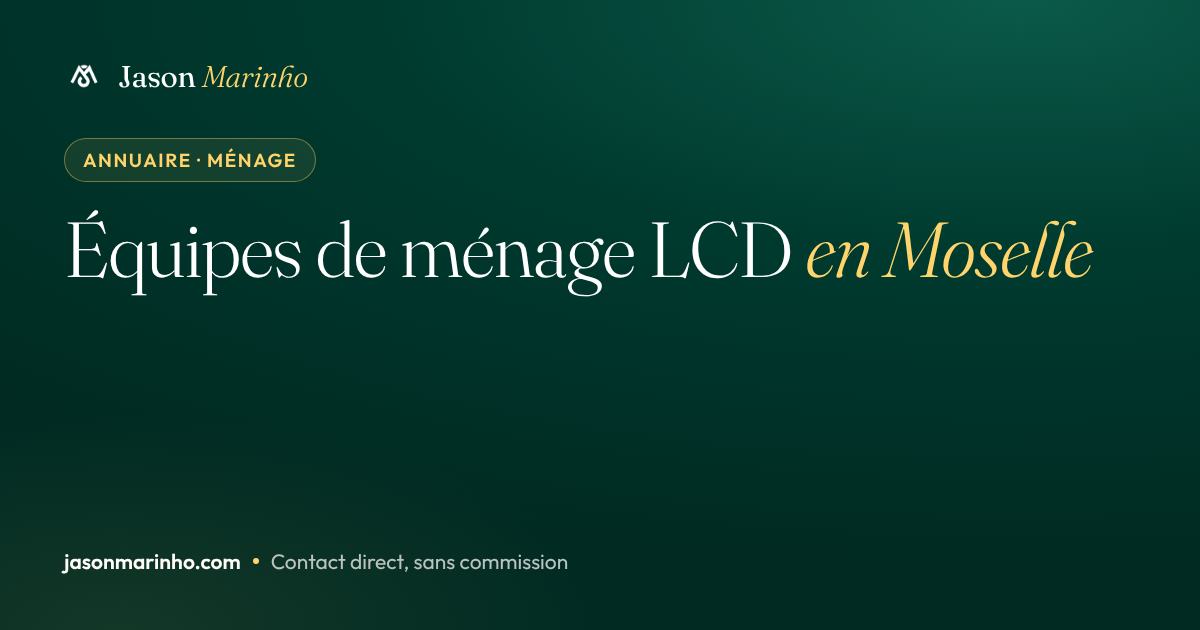 Jason Marinho
ANNUAIRE · MÉNAGE
Équipes de ménage LCD en Moselle
jasonmarinho.com • Contact direct, sans commission